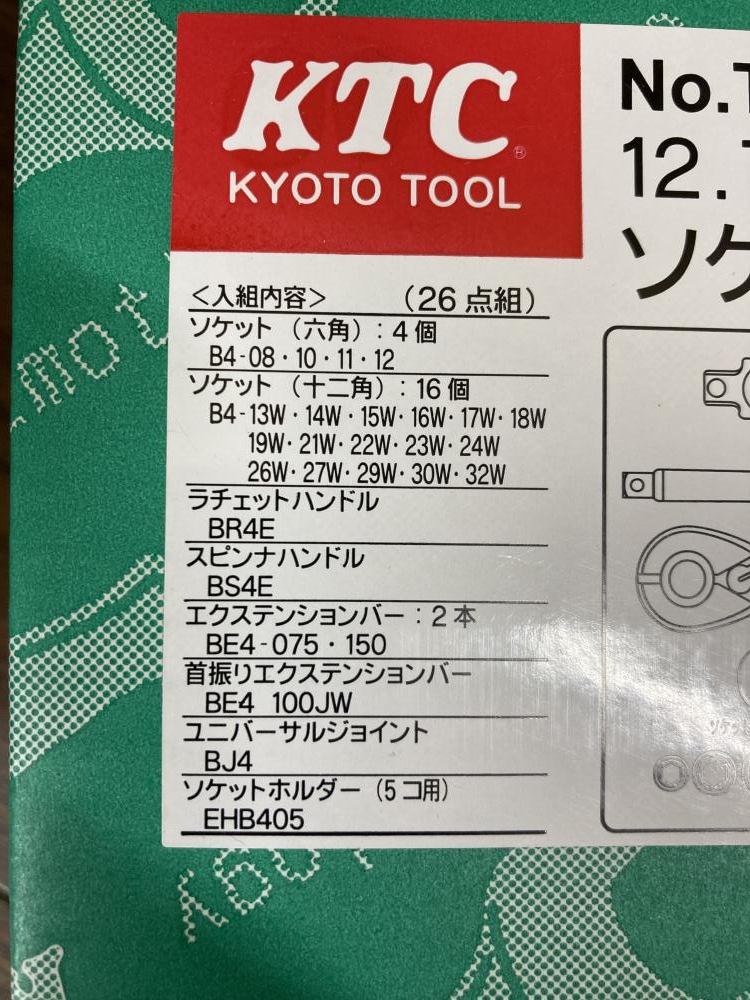 KTC®
KYOTO TOOL
No.T
12.
ソケ
<入組内容> (26点組)
ソケット (六角) : 4個
B4-08・10・11・12
ソケット (十二角) : 16個
B4-13W・14W・15W・16W・17W・18W
19W・21W・22W・23W・24W
26W・27W・29W・30W・32W
ラチェットハンドル
BR4E
スピンナハンドル
BS4E
エクステンションバー : 2本
BE4-075・150
首振りエクステンションバー
BE4 100JW
ユニバーサルジョイント
BJ4
ソケットホルダー (5コ用)
EHB405